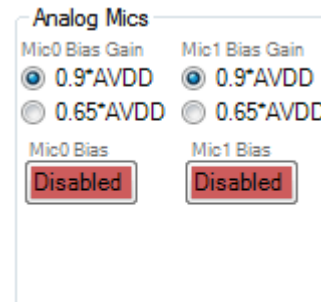 Analog Mics
Mic0 Bias Gain Mic1 Bias Gain
0.9*AVDD 0.9*AVDD
0.65*AVDD 0.65*AVDD
Mic0 Bias Mic1 Bias
Disabled Disabled